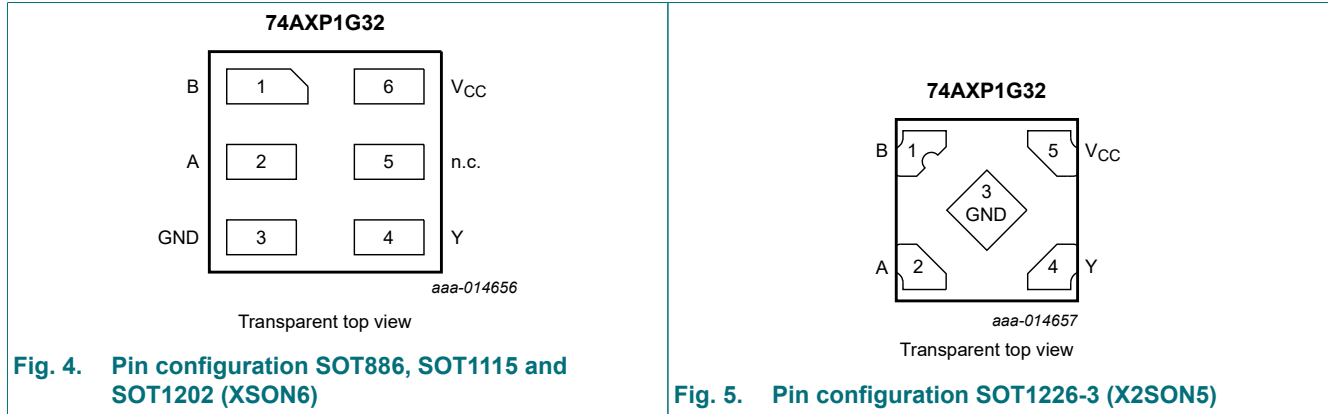 74AXP1G32
B 1 6 VCC
A 2 5 n.c.
GND 3 4 Y
aaa-014656
Transparent top view
Fig. 4. Pin configuration SOT886, SOT1115 and
SOT1202 (XSON6)
74AXP1G32
B 1 5 VCC
3
GND
A 2 4 Y
aaa-014657
Transparent top view
Fig. 5. Pin configuration SOT1226-3 (X2SON5)